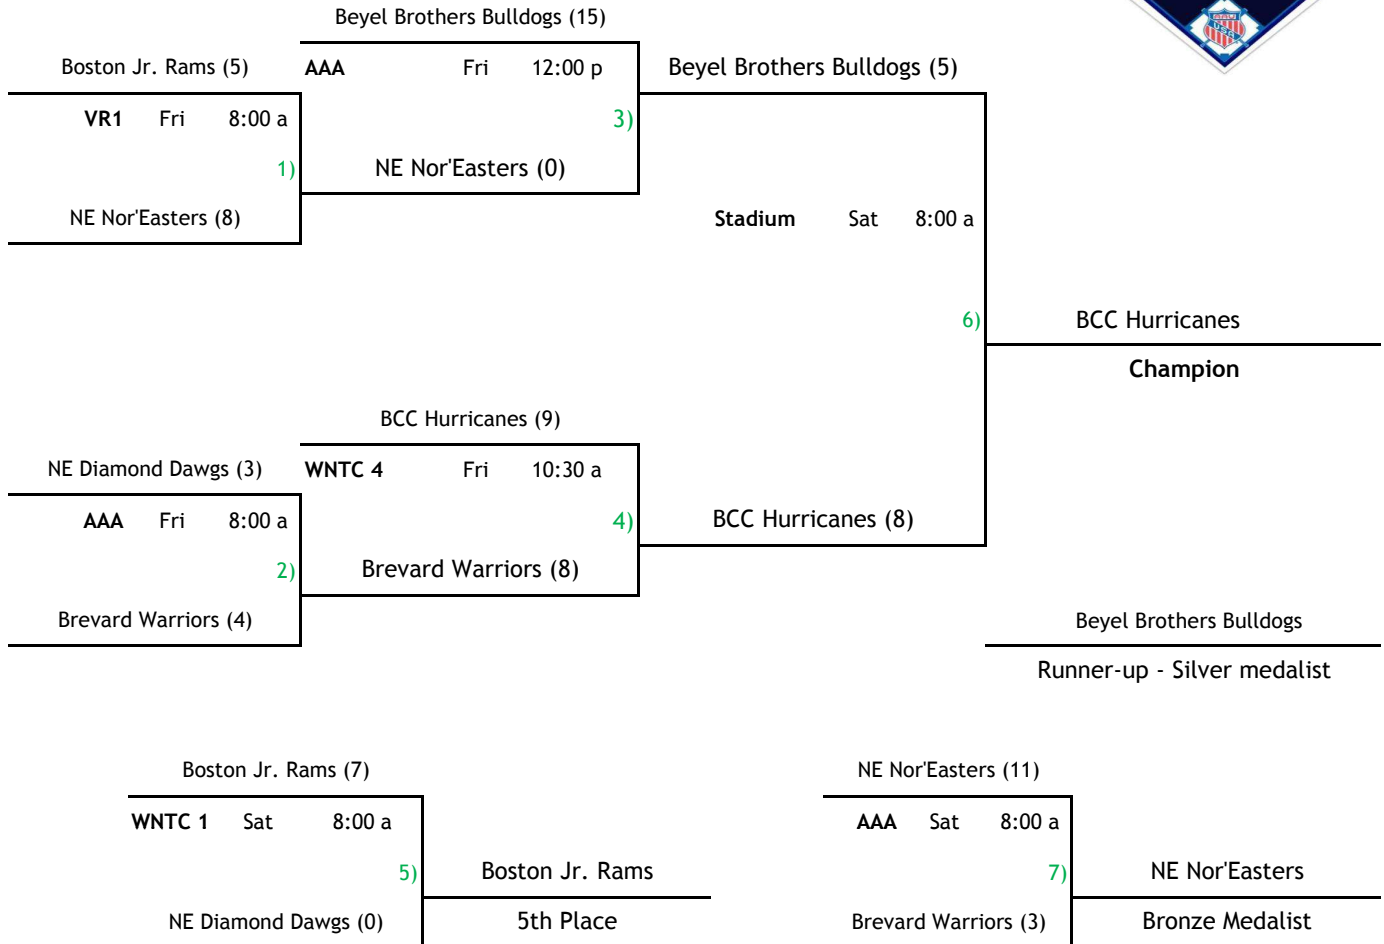 Beyel Brothers Bulldogs (15)
Boston Jr. Rams (5)
AAA Fri 12:00 p
Beyel Brothers Bulldogs (5)
VR1 Fri 8:00 a
3)
1)
NE Nor'Easters (0)
NE Nor'Easters (8)
Stadium Sat 8:00 a
6)
BCC Hurricanes
Champion
BCC Hurricanes (9)
NE Diamond Dawgs (3)
WNTC 4 Fri 10:30 a
AAA Fri 8:00 a
4)
BCC Hurricanes (8)
2)
Brevard Warriors (8)
Brevard Warriors (4)
Beyel Brothers Bulldogs
Runner-up - Silver medalist
Boston Jr. Rams (7)
NE Nor'Easters (11)
WNTC 1 Sat 8:00 a
AAA Sat 8:00 a
5)
Boston Jr. Rams
7)
NE Nor'Easters
NE Diamond Dawgs (0)
5th Place
Brevard Warriors (3)
Bronze Medalist